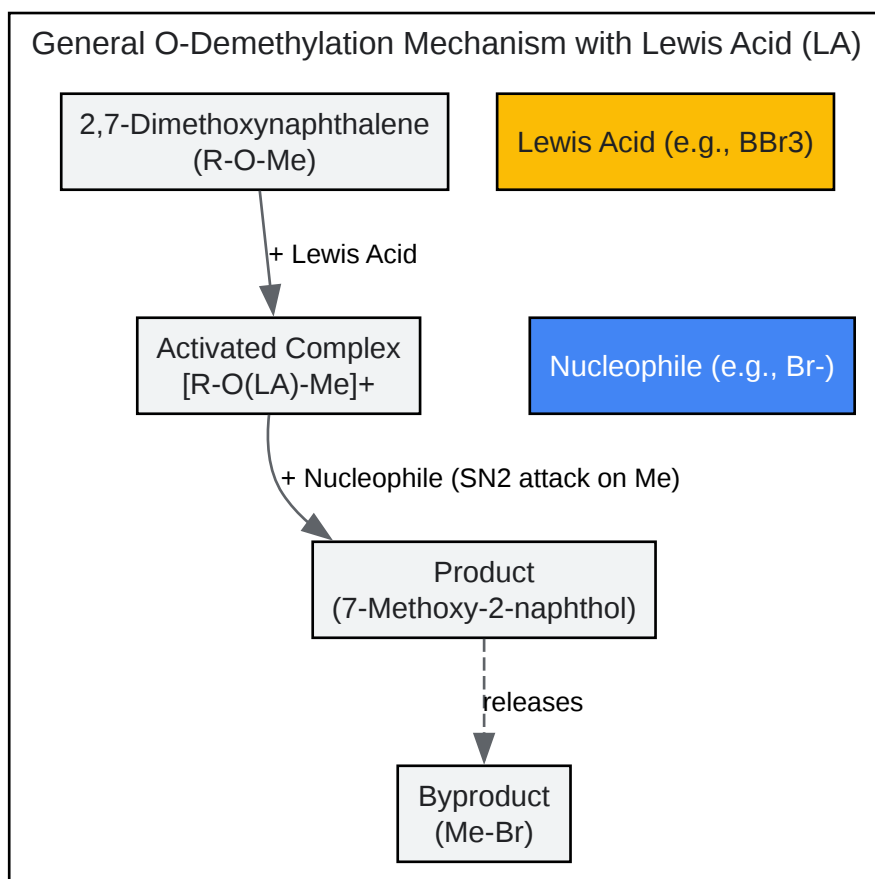 General O-Demethylation Mechanism with Lewis Acid (LA)
2,7-Dimethoxynaphthalene
(R-O-Me)
Lewis Acid (e.g., BBr3)
+ Lewis Acid
Activated Complex
[R-O(LA)-Me]+
Nucleophile (e.g., Br-)
+ Nucleophile (SN2 attack on Me)
Product
(7-Methoxy-2-naphthol)
releases
Byproduct
(Me-Br)